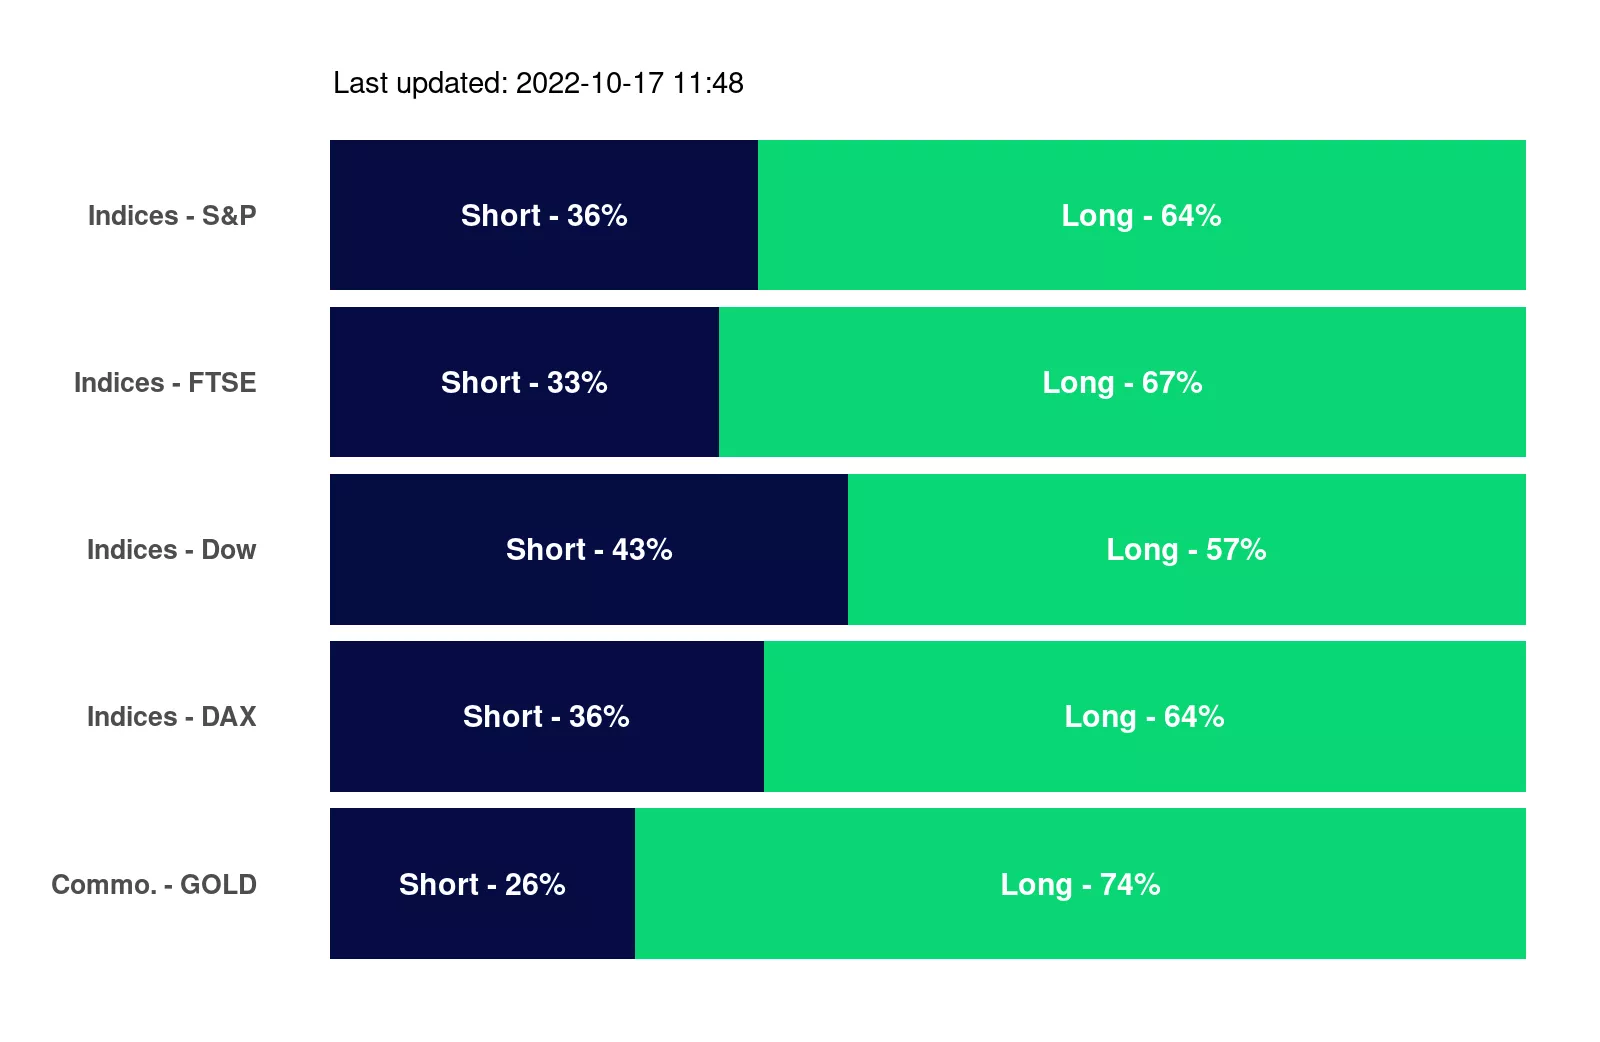 Last updated: 2022-10-17 11:48
Indices - S&P Short - 36% Long - 64%
Indices - FTSE Short - 33% Long - 67%
Indices - Dow Short - 43% Long - 57%
Indices - DAX Short - 36% Long - 64%
Commo. - GOLD Short - 26% Long - 74%